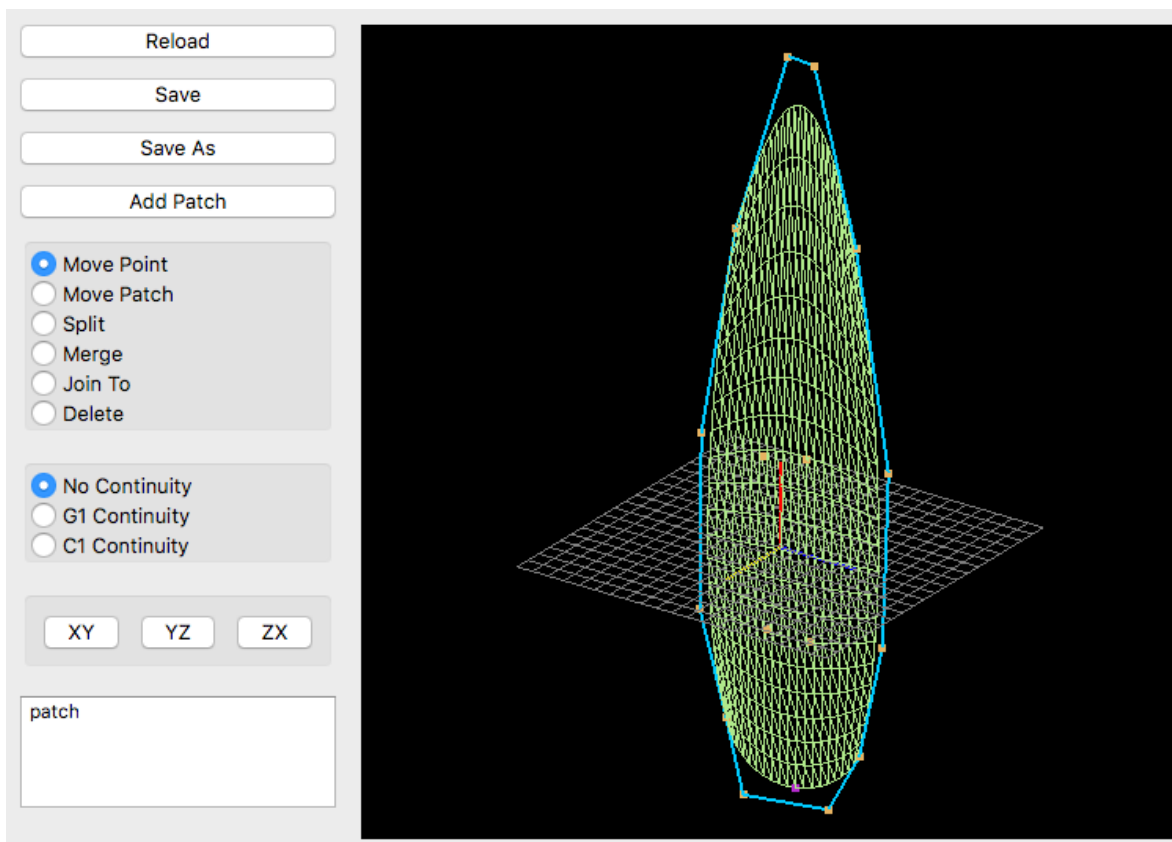 Reload
Save
Save As
Add Patch
Move Point
Move Patch
Split
Merge
Join To
Delete
No Continuity
G1 Continuity
C1 Continuity
XY YZ ZX
patch